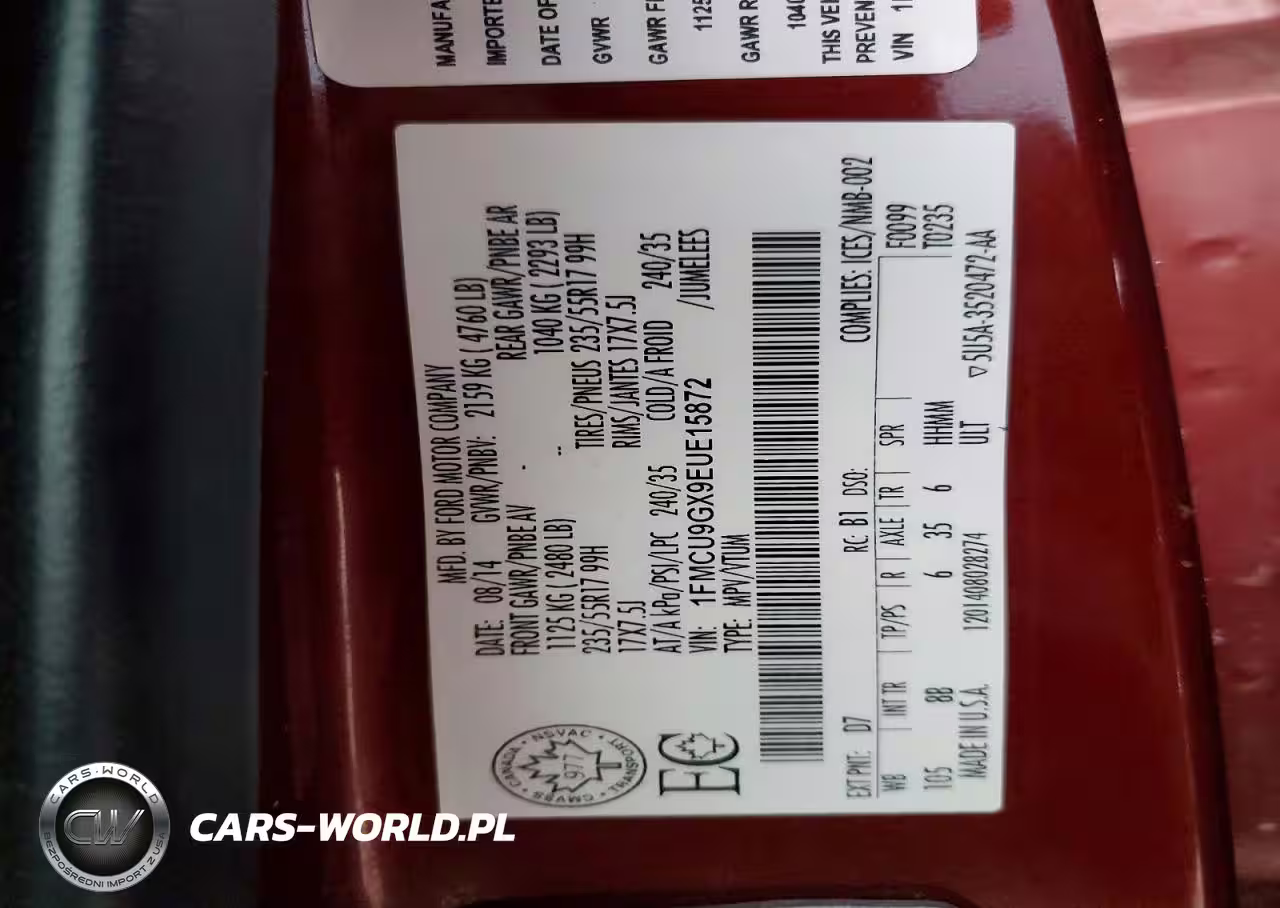 MANUFA
IMPORTE
DATE OF
GVWR
GAWR F
1125
GAWR R
1040
THIS VEH
PREVEN
VIN 1
MFD. BY FORD MOTOR COMPANY
DATE: 08/14 GVWR/PNBV: 2159 KG ( 4760 LB)
FRONT GAWR/PNBE AV REAR GAWR/PNBE AR
1125 KG ( 2480 LB) 1040 KG ( 2293 LB)
235/55R17 99H TIRES/PNEUS 235/55R17 99H
17X7.5J RIMS/JANTES 17X7.5J
AT/A kPa/PSI/LPC 240/35 COLD/A FROID 240/35
VIN: 1FMCU9GX9EUE15872 /JUMELEES
TYPE: MPV/VTUM
CANADA • NSVAC • TRANSPORT • CMVSS •
977
EC
COMPLIES: ICES/NMB-002
EXT PNT: D7 RC: B1 DSO:
F0099
WB INT TR TP/PS R AXLE TR SPR
T0235
105 8B 6 35 6 HHMM
ULT
MADE IN U.S.A. 1201408028274 ▽5U5A-3520472-AA
CARS-WORLD
CW
BEZPOŚREDNI IMPORT Z USA
CARS-WORLD.PL